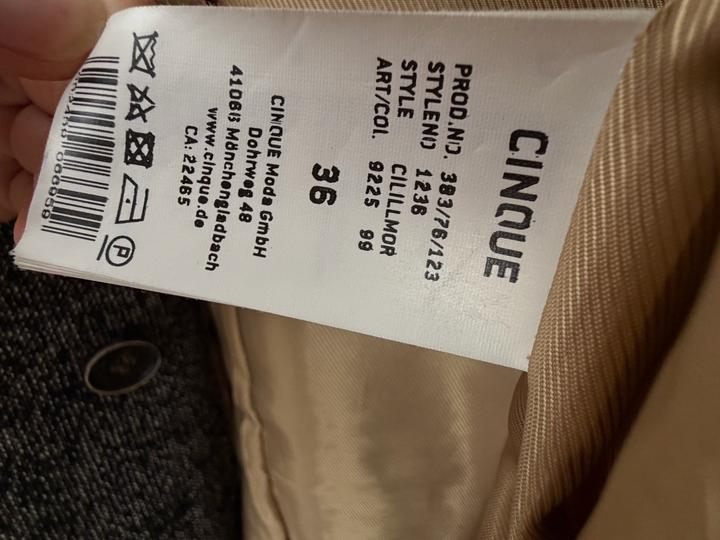 CINQUE
PROD.NO. 383/76/123
STYLENO 1236
STYLE CILILLMOR
ART/COL. 9225 99
36
CINQUE Moda GmbH
Dohrweg 48
41066 Mönchengladbach
www.cinque.de
CA: 22465
P